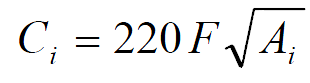 C_i = 220 F √A_i